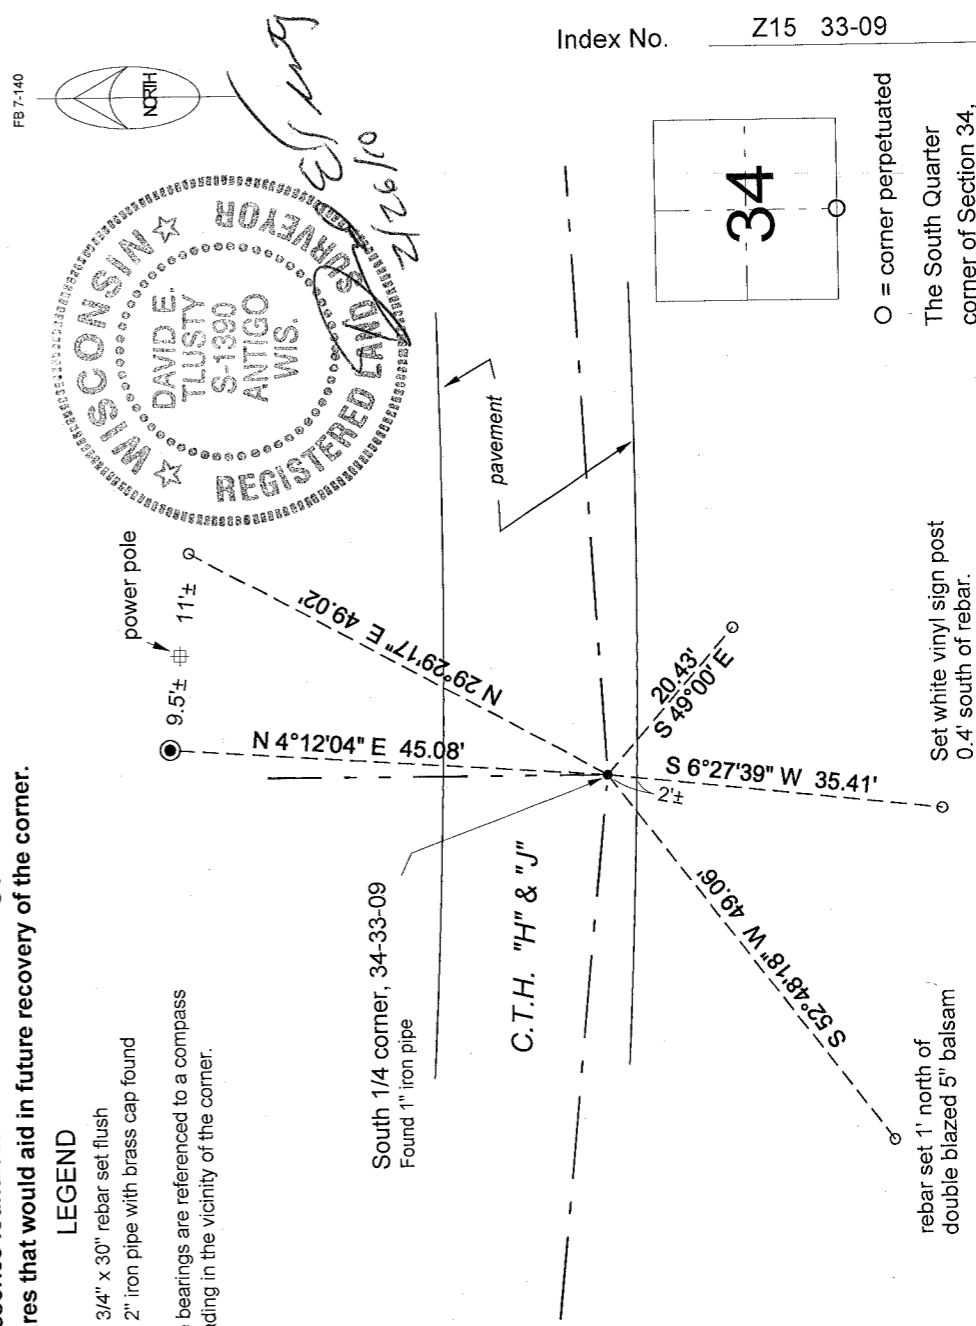 res that would aid in future recovery of the corner.
LEGEND
3/4" x 30" rebar set flush
2" iron pipe with brass cap found
bearings are referenced to a compass
ading in the vicinity of the corner.
FB 7-140
NORTH
WISCONSIN
DAVID E.
TLUSTY
S-1390
ANTIGO
WIS.
REGISTERED LAND SURVEYOR
2/26/10
power pole
9.5'±
11'±
N 4°12'04" E 45.08'
N 29°29'17" E 49.02'
South 1/4 corner, 34-33-09
Found 1" iron pipe
C.T.H. "H" & "J"
pavement
2'±
20.43'
S 49°00' E
S 6°27'39" W 35.41'
S 52°48'18" W 49.06'
rebar set 1' north of
double blazed 5" balsam
Set white vinyl sign post
0.4' south of rebar.
Index No. Z15 33-09
34
O = corner perpetuated
The South Quarter
corner of Section 34,